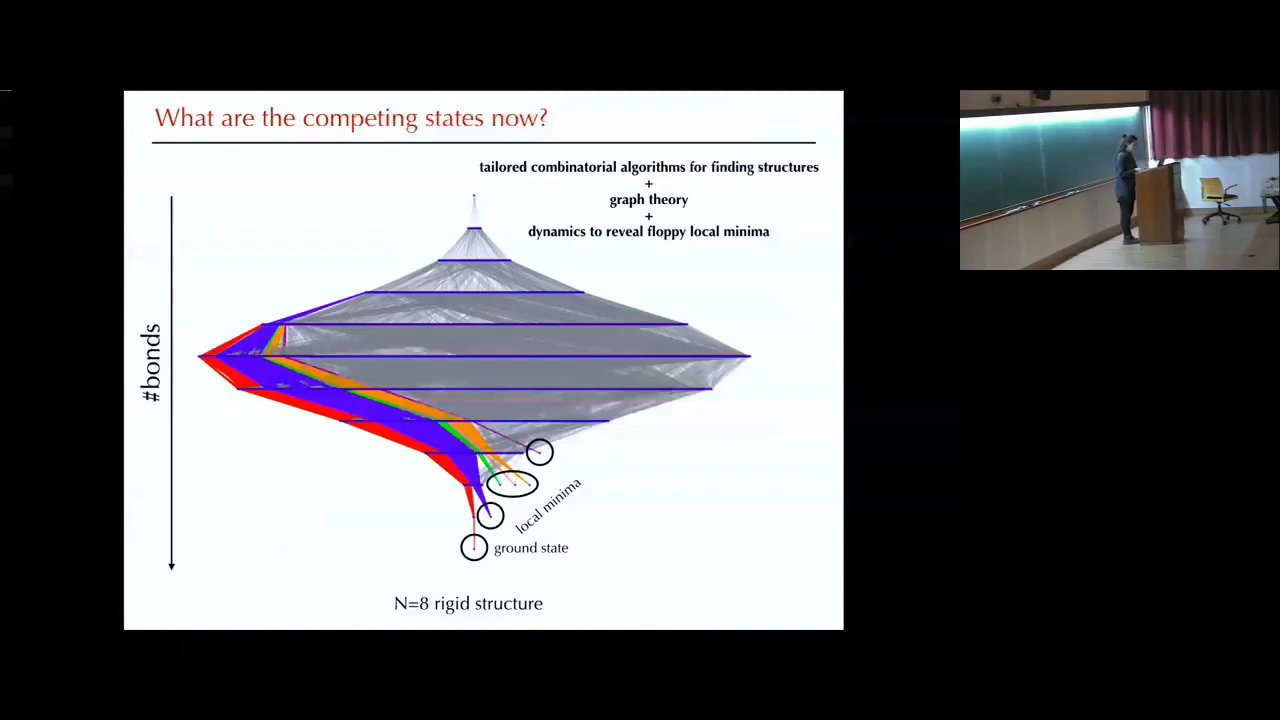 What are the competing states now?
tailored combinatorial algorithms for finding structures
+
graph theory
+
dynamics to reveal floppy local minima
#bonds
local minima
ground state
N=8 rigid structure